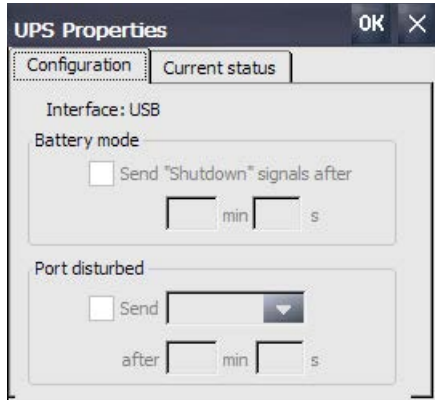 UPS Properties OK ×
Configuration Current status
Interface: USB
Battery mode
Send "Shutdown" signals after
min s
Port disturbed
Send
after min s